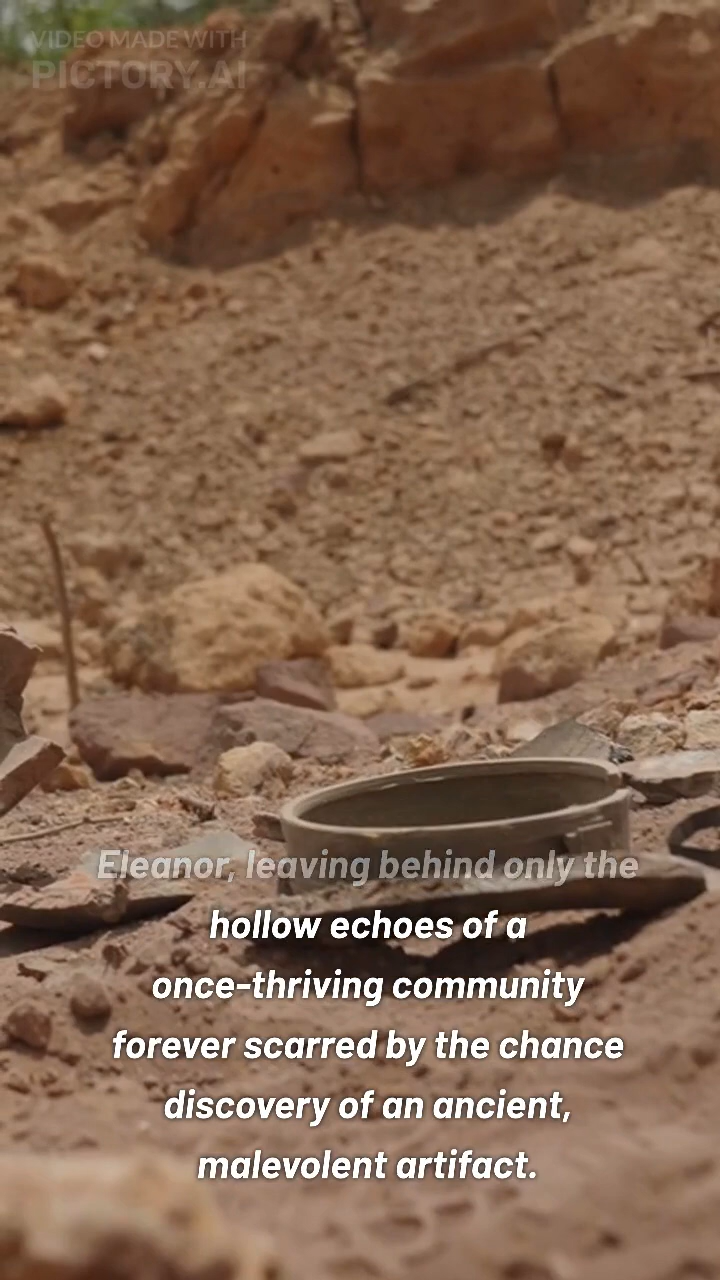 VIDEO MADE WITH
PICTORY.AI
Eleanor, leaving behind only the
hollow echoes of a
once-thriving community
forever scarred by the chance
discovery of an ancient,
malevolent artifact.